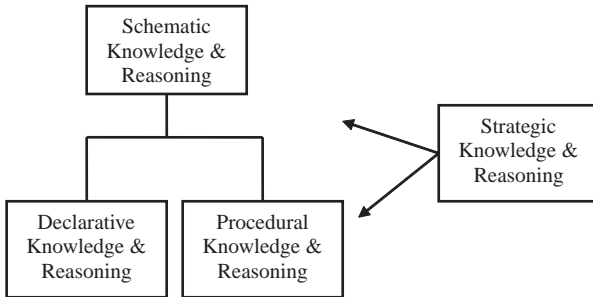 Schematic
Knowledge &
Reasoning
Strategic
Knowledge &
Reasoning
Declarative
Knowledge &
Reasoning
Procedural
Knowledge &
Reasoning